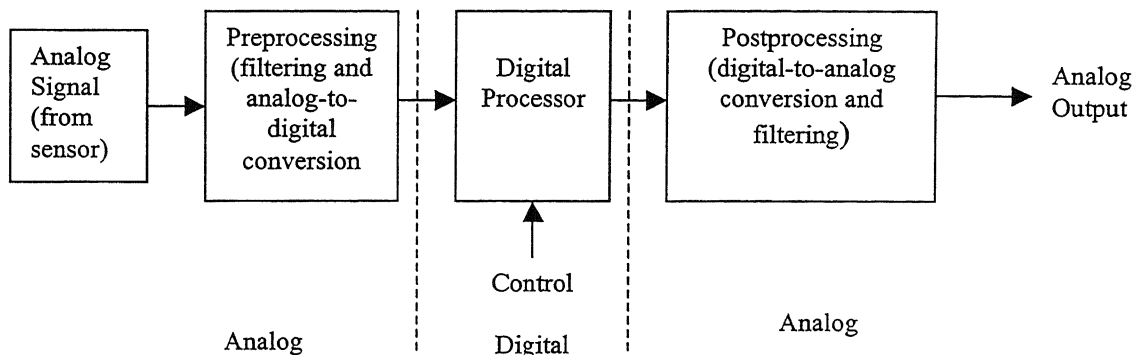 Analog
Signal
(from
sensor)
Preprocessing
(filtering and
analog-to-
digital
conversion
Digital
Processor
Postprocessing
(digital-to-analog
conversion and
filtering)
Analog
Output
Control
Analog
Digital
Analog